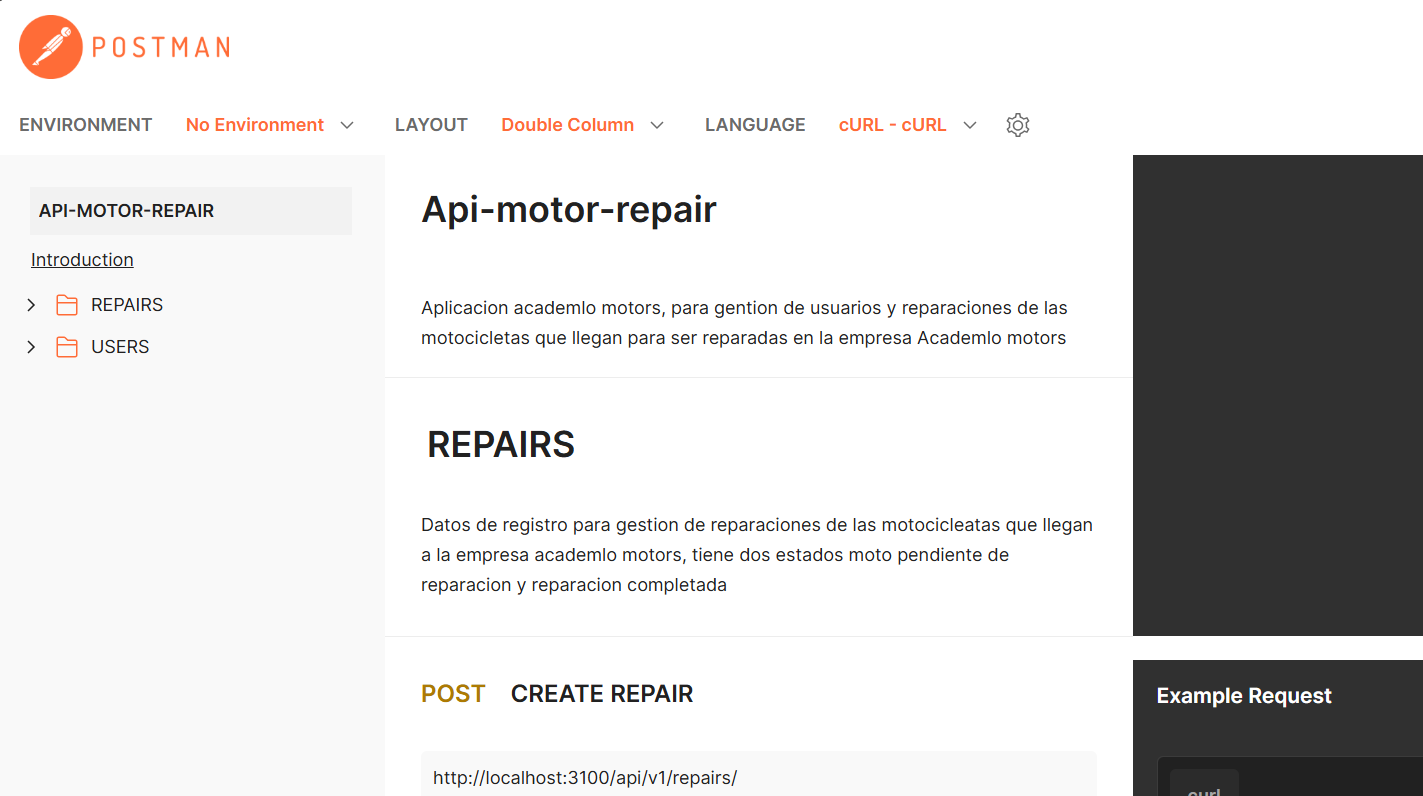 POSTMAN
ENVIRONMENT No Environment LAYOUT Double Column LANGUAGE cURL - cURL
API-MOTOR-REPAIR
Introduction
REPAIRS
USERS
Api-motor-repair
Aplicacion academlo motors, para gention de usuarios y reparaciones de las
motocicletas que llegan para ser reparadas en la empresa Academlo motors
REPAIRS
Datos de registro para gestion de reparaciones de las motocicleatas que llegan
a la empresa academlo motors, tiene dos estados moto pendiente de
reparacion y reparacion completada
POST CREATE REPAIR
http://localhost:3100/api/v1/repairs/
Example Request
curl